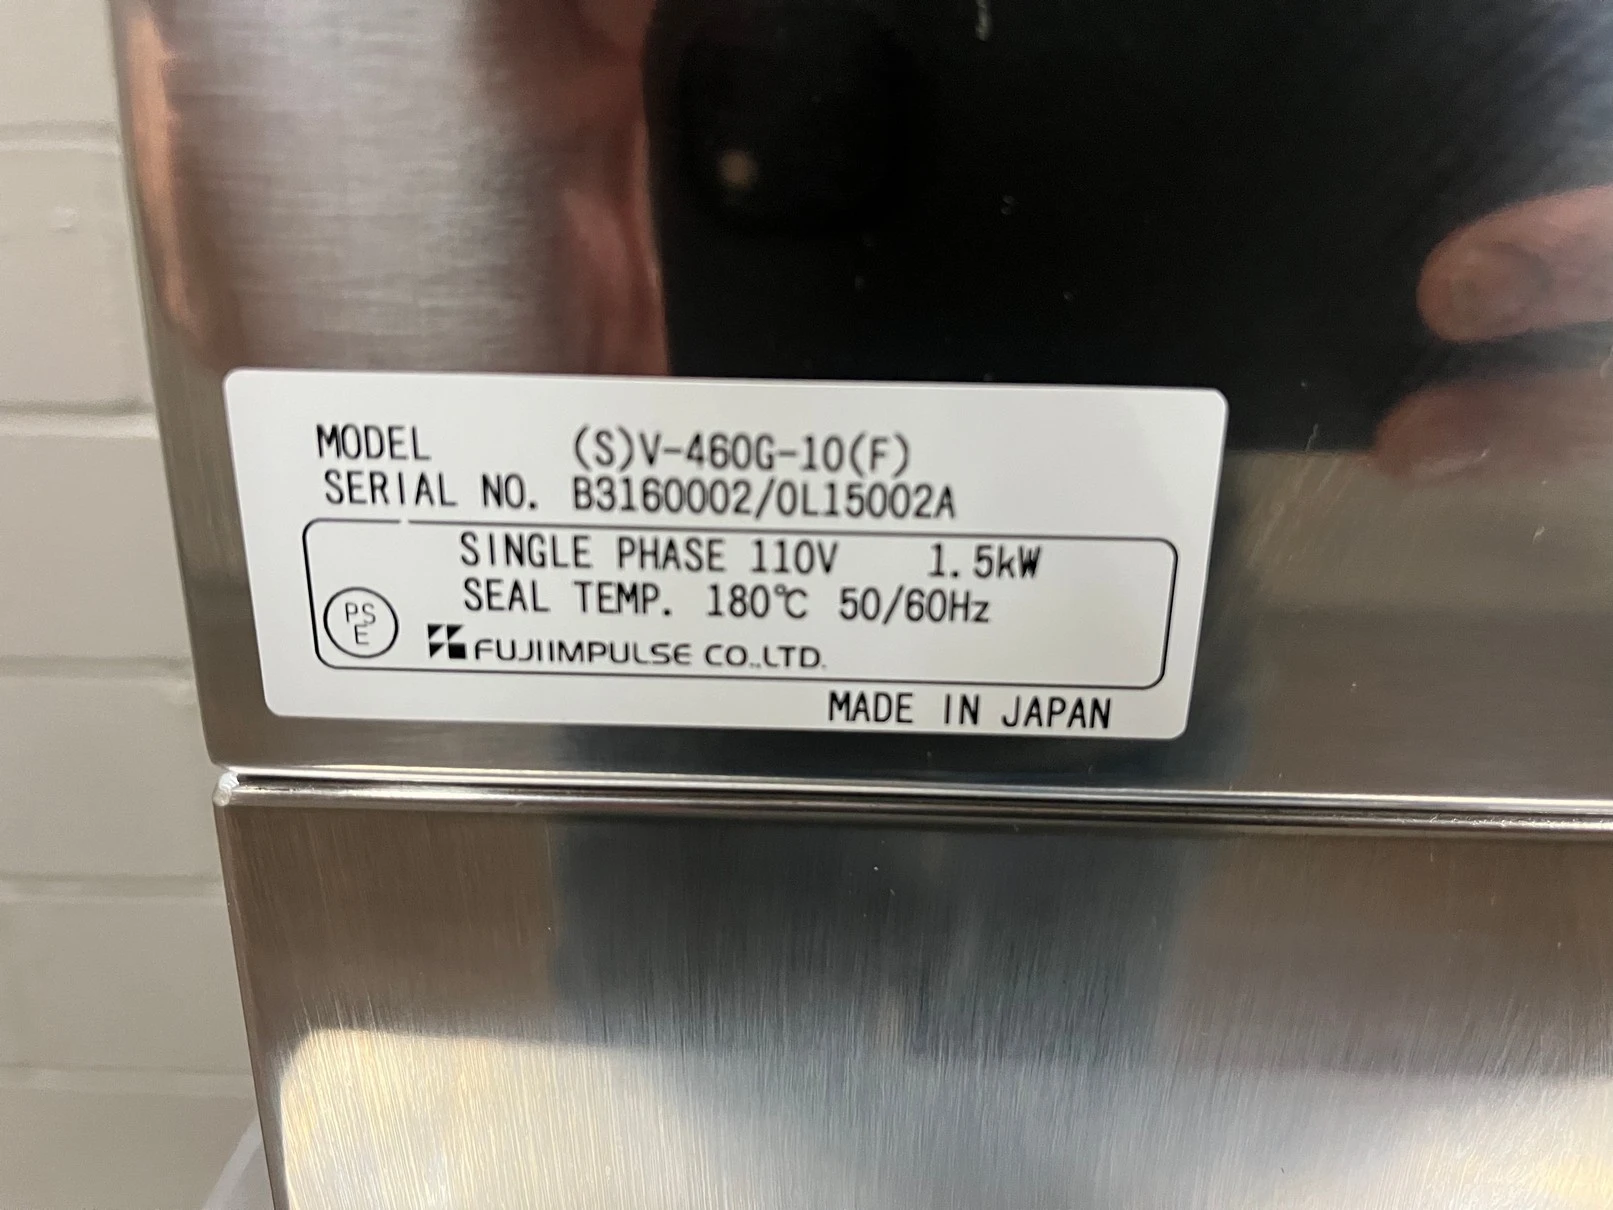 MODEL (S)V-460G-10(F)
SERIAL NO. B3160002/0L15002A
SINGLE PHASE 110V 1.5kW
SEAL TEMP. 180℃ 50/60Hz
PS
E
FUJIIMPULSE CO.,LTD.
MADE IN JAPAN